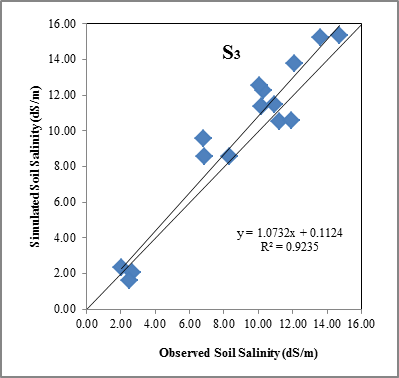 16.00
14.00
12.00
10.00
8.00
6.00
4.00
2.00
0.00
Simulated Soil Salinity (dS/m)
S3
y = 1.0732x + 0.1124
R² = 0.9235
0.00 2.00 4.00 6.00 8.00 10.00 12.00 14.00 16.00
Observed Soil Salinity (dS/m)